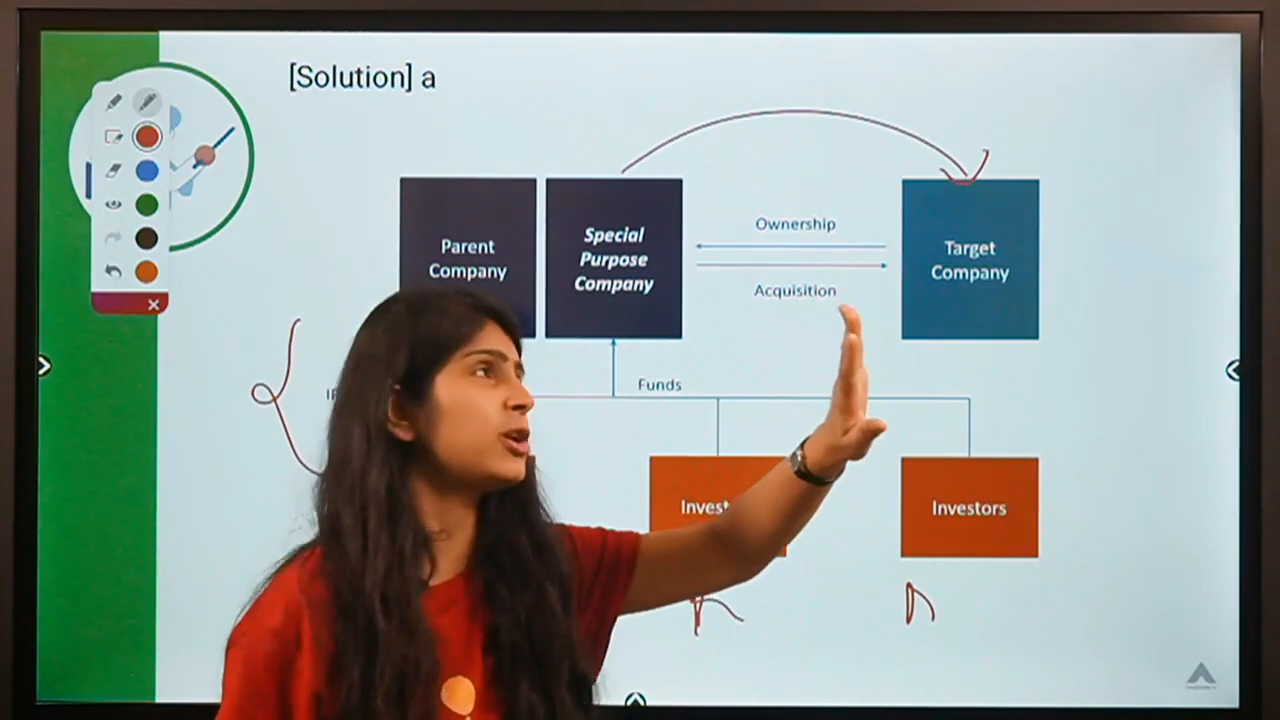 [Solution] a
Parent
Company
Special
Purpose
Company
Ownership
Acquisition
Target
Company
Funds
Investors